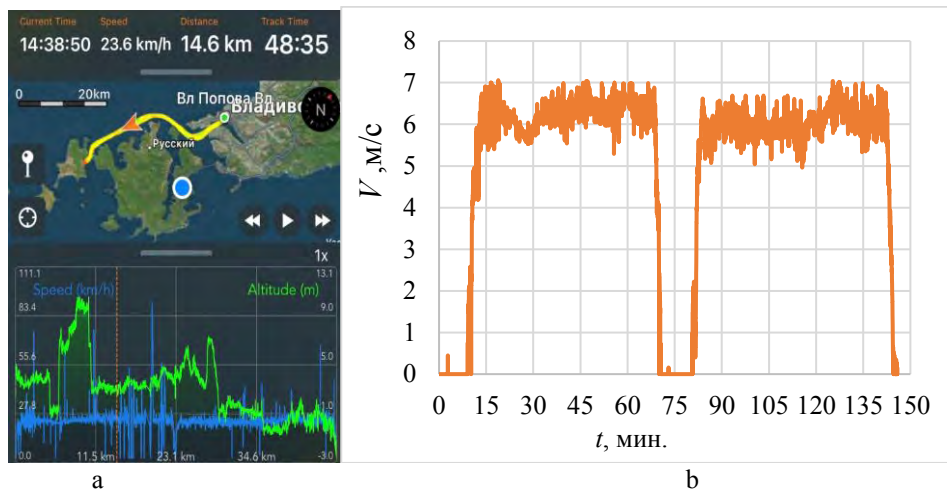 Current Time Speed Distance Track Time
14:38:50 23.6 km/h 14.6 km 48:35
0 20km
Вл Попова Вл
Владиво
N
Русский
1x
111.1 13.1
Speed (km/h) Altitude (m)
83.4 9.0
55.6 5.0
27.8 1.0
0.0 11.5 km 23.1 km 34.6 km -3.0
a
8
7
6
5
4
3
2
1
0
V ,м/с
0 15 30 45 60 75 90 105 120 135 150
t, мин.
b